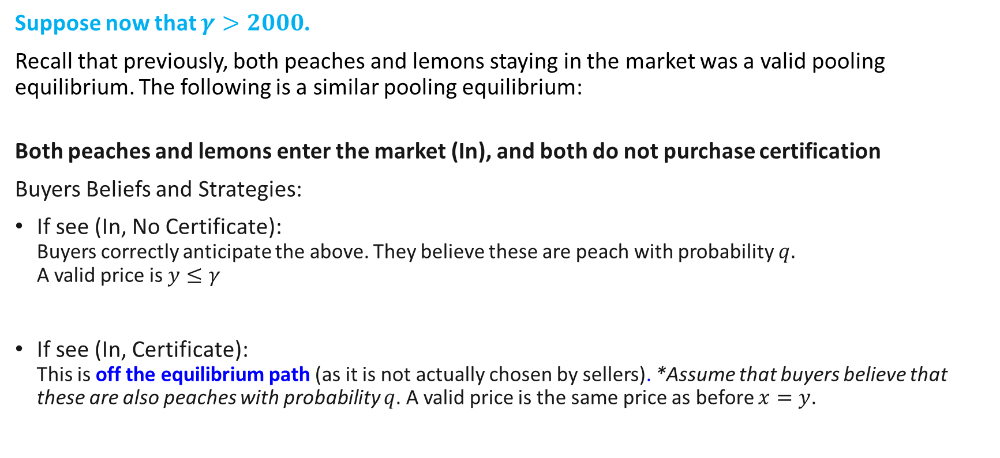 Suppose now that γ > 2000.
Recall that previously, both peaches and lemons staying in the market was a valid pooling
equilibrium. The following is a similar pooling equilibrium:
Both peaches and lemons enter the market (In), and both do not purchase certification
Buyers Beliefs and Strategies:
• If see (In, No Certificate):
Buyers correctly anticipate the above. They believe these are peach with probability q.
A valid price is y ≤ γ
• If see (In, Certificate):
This is off the equilibrium path (as it is not actually chosen by sellers). *Assume that buyers believe that
these are also peaches with probability q. A valid price is the same price as before x = y.